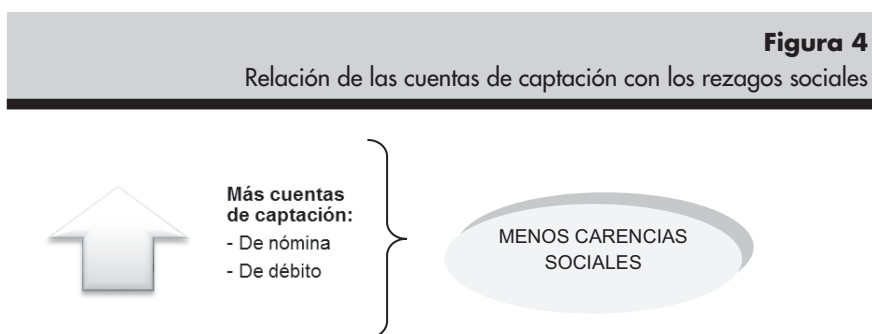 Figura 4
Relación de las cuentas de captación con los rezagos sociales
Más cuentas
de captación:
- De nómina
- De débito
MENOS CARENCIAS
SOCIALES